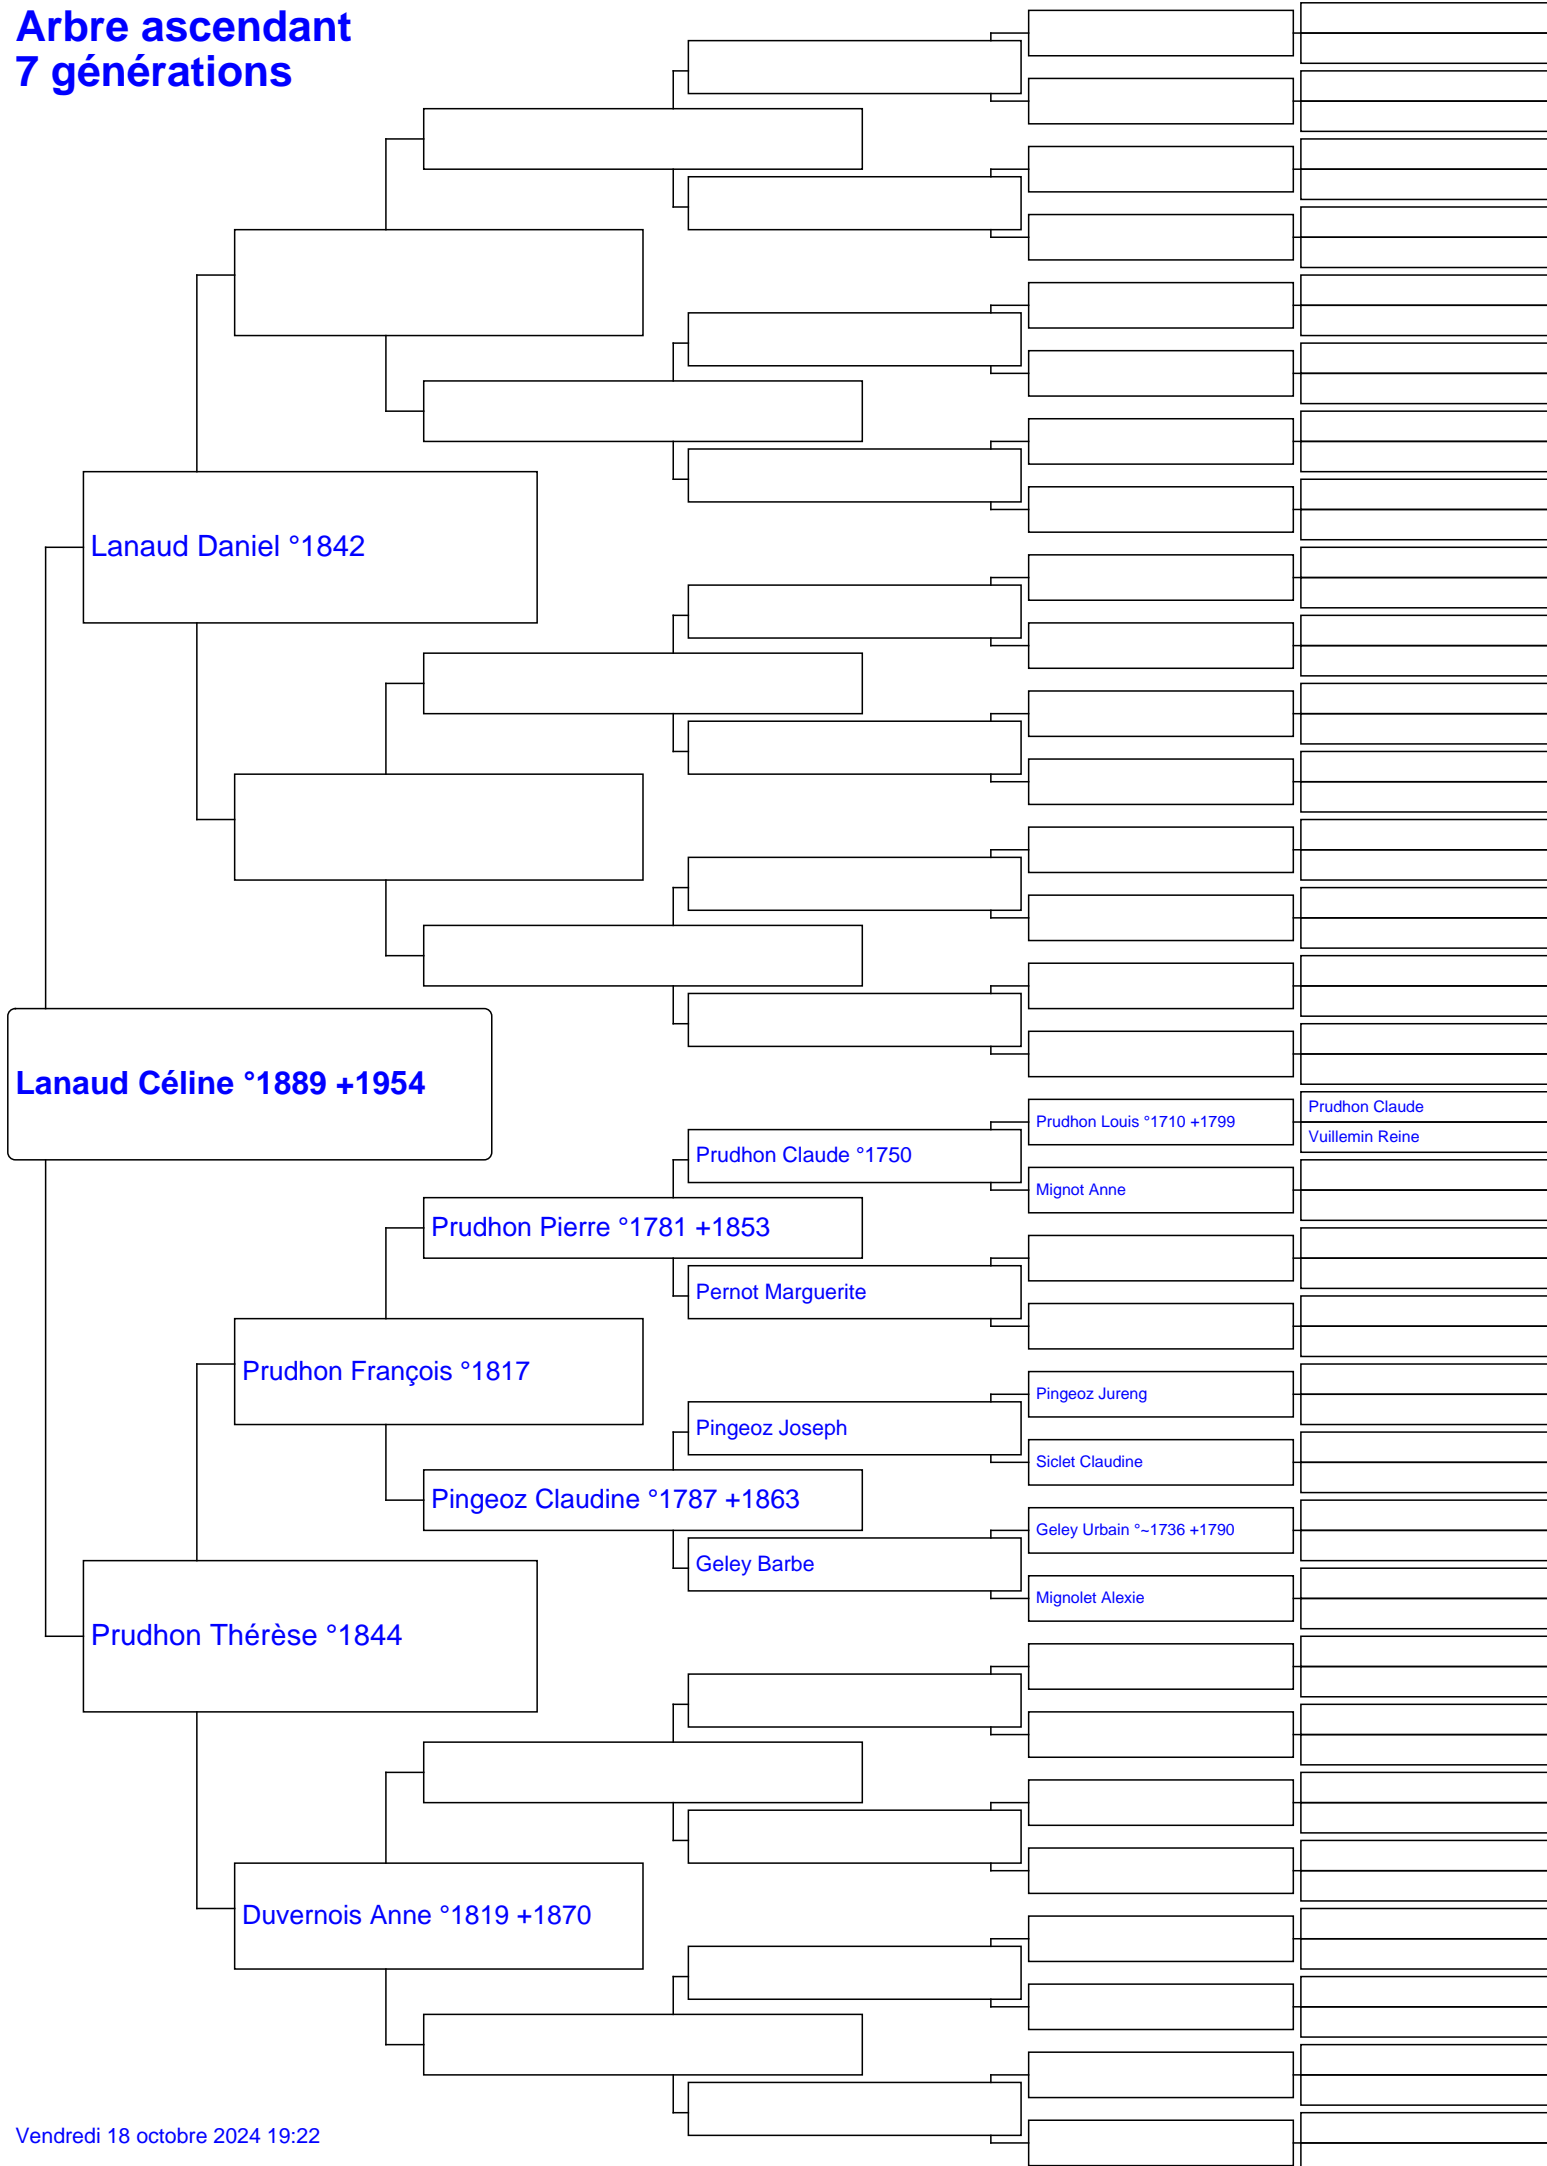 Arbre ascendant
7 générations
Lanaud Daniel °1842
Lanaud Céline °1889 +1954
Prudhon Claude
Prudhon Louis °1710 +1799
Vuillemin Reine
Prudhon Claude °1750
Mignot Anne
Prudhon Pierre °1781 +1853
Pernot Marguerite
Prudhon François °1817
Pingeoz Jureng
Pingeoz Joseph
Siclet Claudine
Pingeoz Claudine °1787 +1863
Geley Urbain °~1736 +1790
Geley Barbe
Mignolet Alexie
Prudhon Thérèse °1844
Duvernois Anne °1819 +1870
Vendredi 18 octobre 2024 19:22